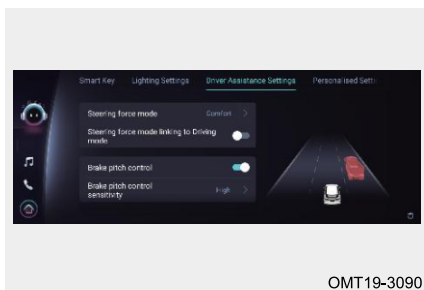 Smart Key Lighting Settings Driver Assistance Settings Personalised Setti
Steering force mode Comfort >
Steering force mode linking to Driving
mode
Brake pitch control
Brake pitch control
sensitivity High >
OMT19-3090